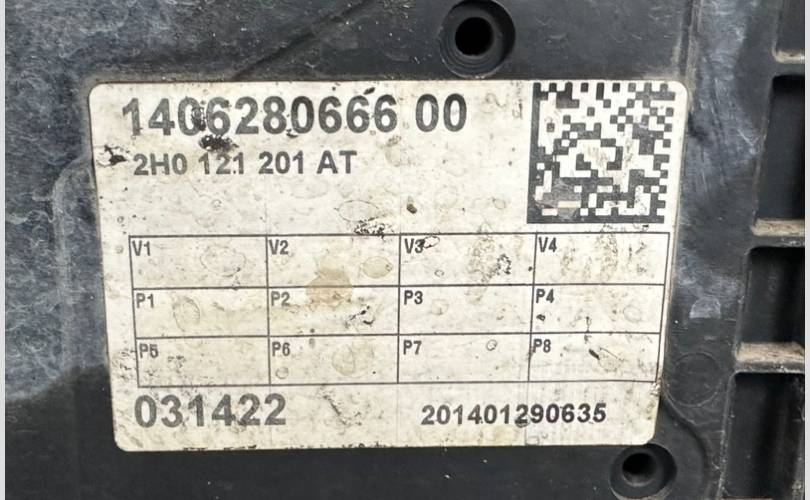 1406280666 00
2H0 121 201 AT
V1 V2 V3 V4
P1 P2 P3 P4
P5 P6 P7 P8
031422 201401290635